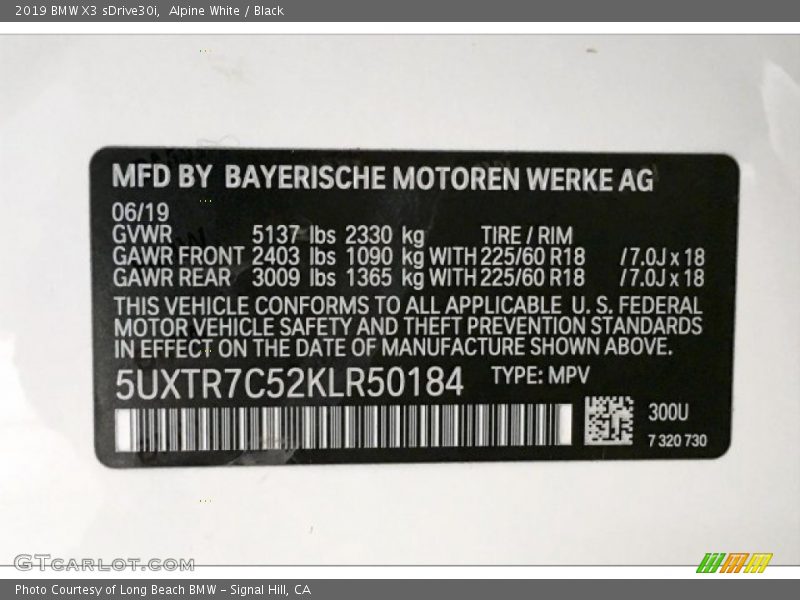 2019 BMW X3 sDrive30i,  Alpine White / Black
MFD BY BAYERISCHE MOTOREN WERKE AG
06/19
GVWR 5137 lbs 2330 kg TIRE / RIM
GAWR FRONT 2403 lbs 1090 kg WITH 225/60 R18 /7.0J x 18
GAWR REAR 3009 lbs 1365 kg WITH 225/60 R18 /7.0J x 18
THIS VEHICLE CONFORMS TO ALL APPLICABLE U. S. FEDERAL
MOTOR VEHICLE SAFETY AND THEFT PREVENTION STANDARDS
IN EFFECT ON THE DATE OF MANUFACTURE SHOWN ABOVE.
5UXTR7C52KLR50184 TYPE: MPV
300U
7 320 730
GTCARLOT.COM
Photo Courtesy of Long Beach BMW - Signal Hill, CA